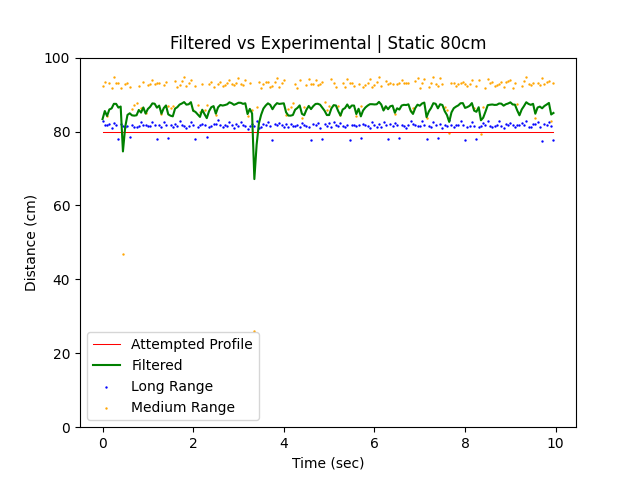 Filtered vs Experimental | Static 80cm
100
80
60
40
20
0
Distance (cm)
Attempted Profile
Filtered
Long Range
Medium Range
0 2 4 6 8 10
Time (sec)